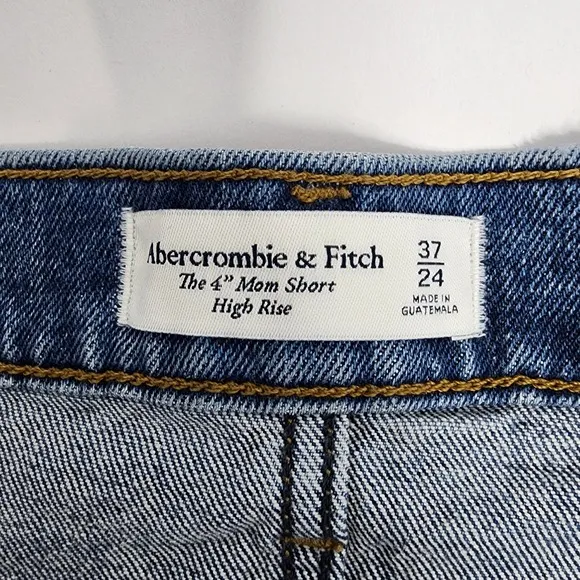 Abercrombie & Fitch
The 4" Mom Short
High Rise
37
24
MADE IN
GUATEMALA